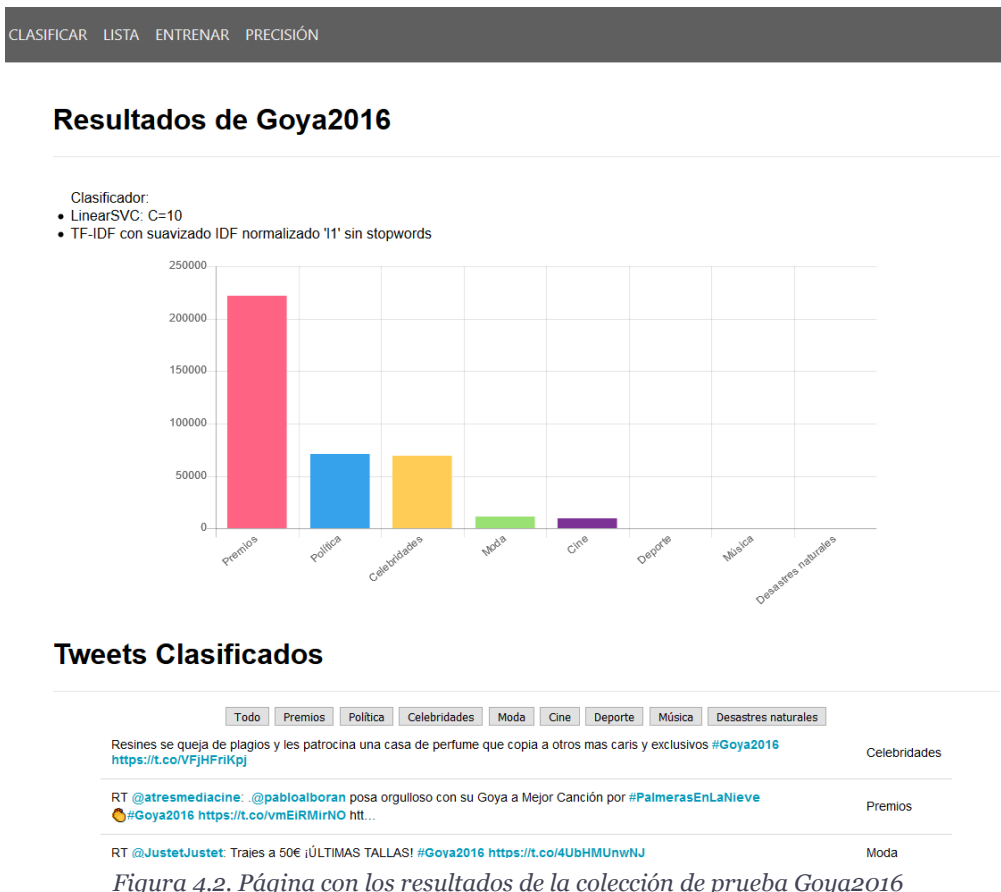 CLASIFICAR LISTA ENTRENAR PRECISIÓN
Resultados de Goya2016
Clasificador:
• LinearSVC: C=10
• TF-IDF con suavizado IDF normalizado 'l1' sin stopwords
250000
200000
150000
100000
50000
0
Premios
Política
Celebridades
Moda
Cine
Deporte
Música
Desastres naturales
Tweets Clasificados
Todo Premios Política Celebridades Moda Cine Deporte Música Desastres naturales
Resines se queja de plagios y les patrocina una casa de perfume que copia a otros mas caris y exclusivos #Goya2016
https://t.co/VFjHFriKpj
Celebridades
RT @atresmediacine: .@pabloalboran posa orgulloso con su Goya a Mejor Canción por #PalmerasEnLaNieve
👏#Goya2016 https://t.co/vmEiRMirNO htt...
Premios
RT @JustetJustet: Trajes a 50€ ¡ÚLTIMAS TALLAS! #Goya2016 https://t.co/4UbHMUnwNJ
Moda
Figura 4.2. Página con los resultados de la colección de prueba Goya2016